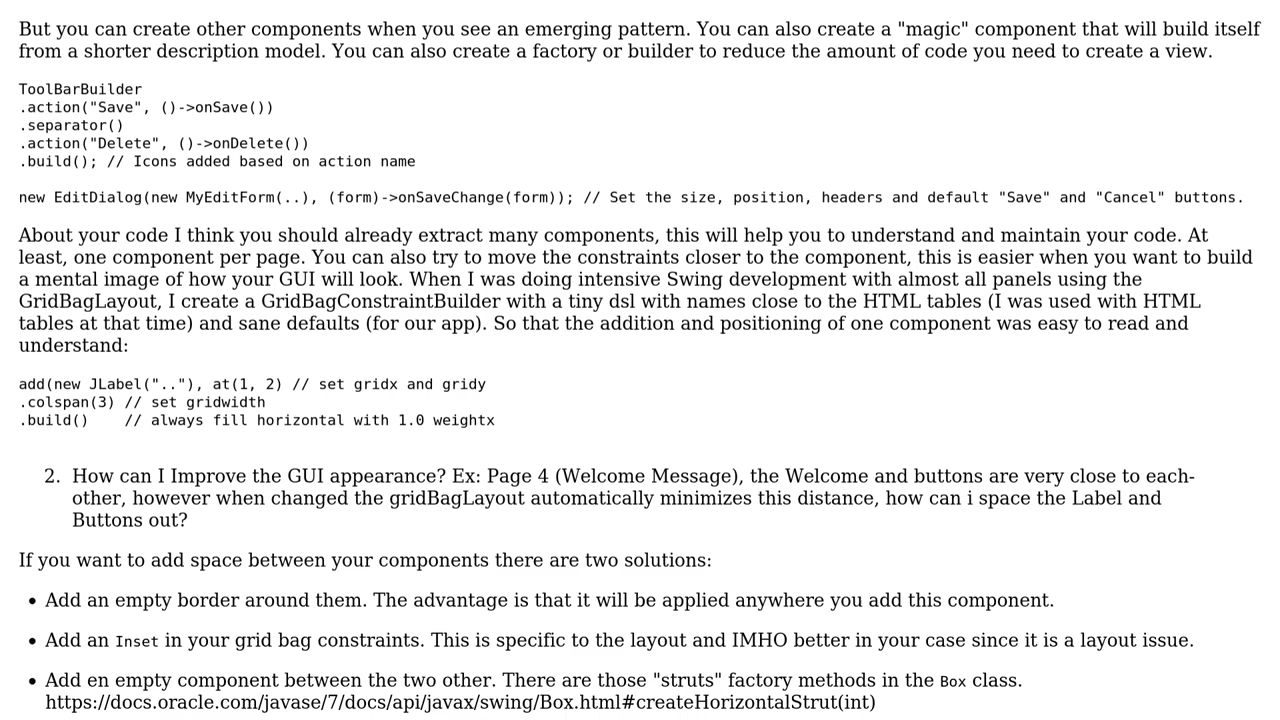 But you can create other components when you see an emerging pattern. You can also create a "magic" component that will build itself
from a shorter description model. You can also create a factory or builder to reduce the amount of code you need to create a view.
ToolBarBuilder
.action("Save", ()->onSave())
.separator()
.action("Delete", ()->onDelete())
.build(); // Icons added based on action name
new EditDialog(new MyEditForm(..), (form)->onSaveChange(form)); // Set the size, position, headers and default "Save" and "Cancel" buttons.
About your code I think you should already extract many components, this will help you to understand and maintain your code. At
least, one component per page. You can also try to move the constraints closer to the component, this is easier when you want to build
a mental image of how your GUI will look. When I was doing intensive Swing development with almost all panels using the
GridBagLayout, I create a GridBagConstraintBuilder with a tiny dsl with names close to the HTML tables (I was used with HTML
tables at that time) and sane defaults (for our app). So that the addition and positioning of one component was easy to read and
understand:
add(new JLabel(".."), at(1, 2) // set gridx and gridy
.colspan(3) // set gridwidth
.build()    // always fill horizontal with 1.0 weightx
2. How can I Improve the GUI appearance? Ex: Page 4 (Welcome Message), the Welcome and buttons are very close to each-
other, however when changed the gridBagLayout automatically minimizes this distance, how can i space the Label and
Buttons out?
If you want to add space between your components there are two solutions:
• Add an empty border around them. The advantage is that it will be applied anywhere you add this component.
• Add an Inset in your grid bag constraints. This is specific to the layout and IMHO better in your case since it is a layout issue.
• Add en empty component between the two other. There are those "struts" factory methods in the Box class.
https://docs.oracle.com/javase/7/docs/api/javax/swing/Box.html#createHorizontalStrut(int)